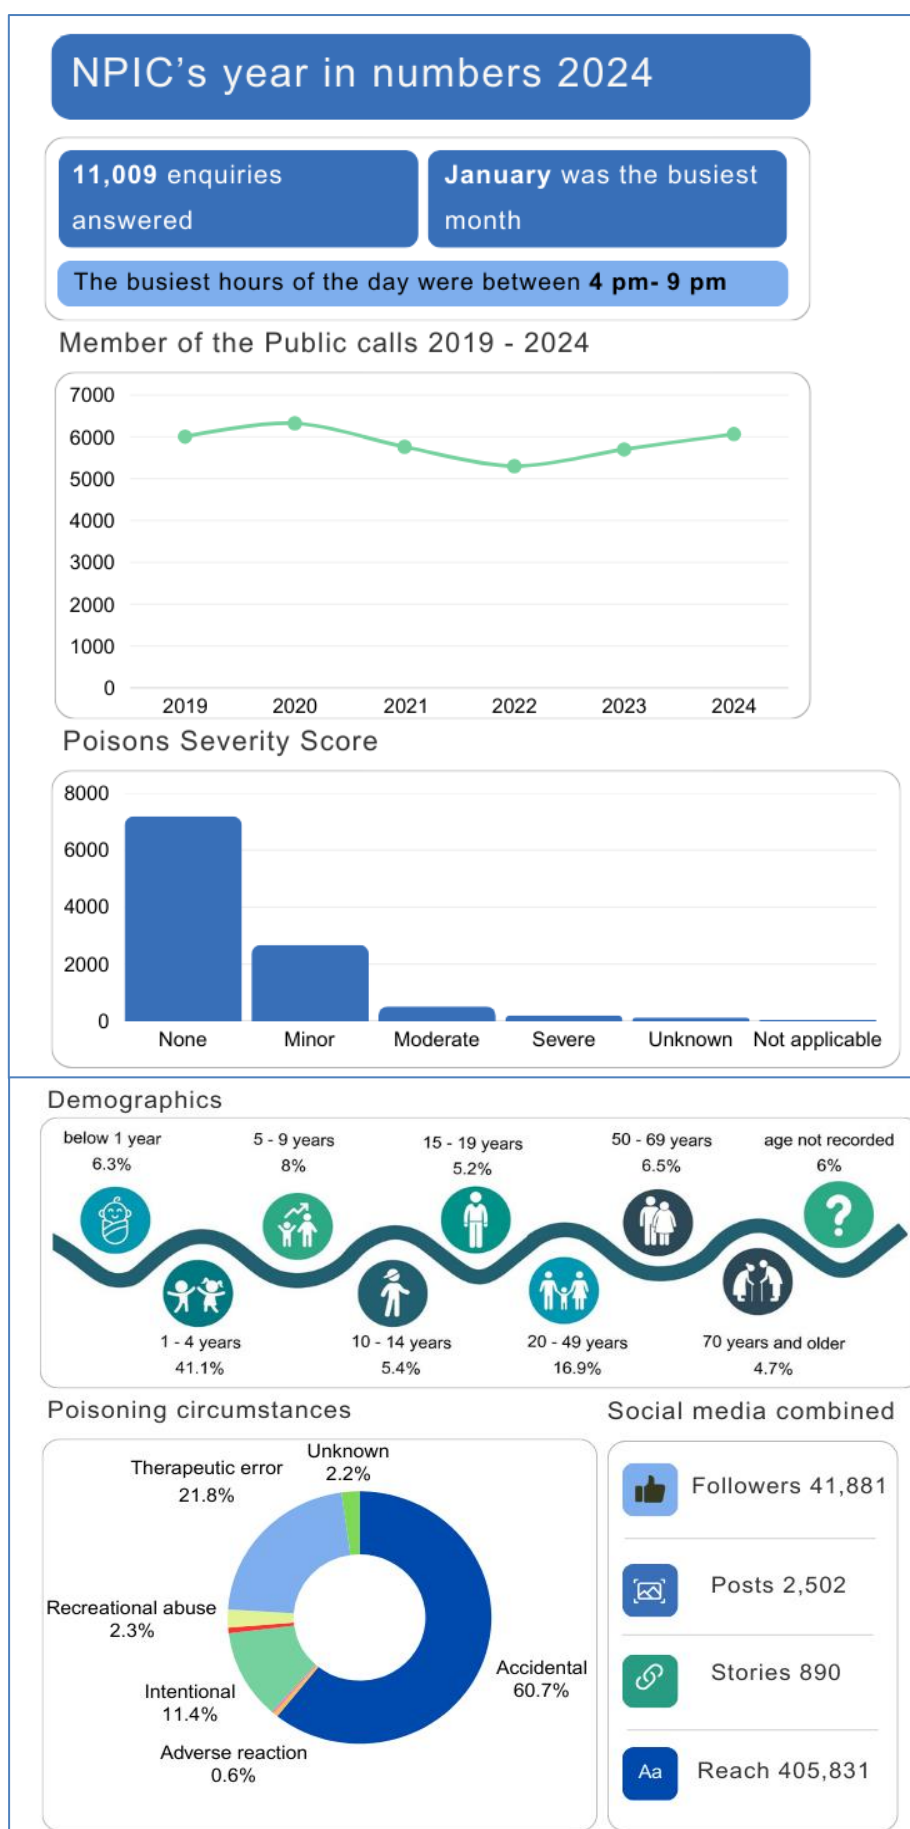 NPIC’s year in numbers 2024
11,009 enquiries
answered
January was the busiest
month
The busiest hours of the day were between 4 pm- 9 pm
Member of the Public calls 2019 - 2024
7000
6000
5000
4000
3000
2000
1000
0
2019 2020 2021 2022 2023 2024
Poisons Severity Score
8000
6000
4000
2000
0
None Minor Moderate Severe Unknown Not applicable
Demographics
below 1 year
6.3%
5 - 9 years
8%
15 - 19 years
5.2%
50 - 69 years
6.5%
age not recorded
6%
?
1 - 4 years
41.1%
10 - 14 years
5.4%
20 - 49 years
16.9%
70 years and older
4.7%
Poisoning circumstances
Unknown
2.2%
Therapeutic error
21.8%
Recreational abuse
2.3%
Intentional
11.4%
Adverse reaction
0.6%
Accidental
60.7%
Social media combined
Followers 41,881
Posts 2,502
Stories 890
Aa
Reach 405,831